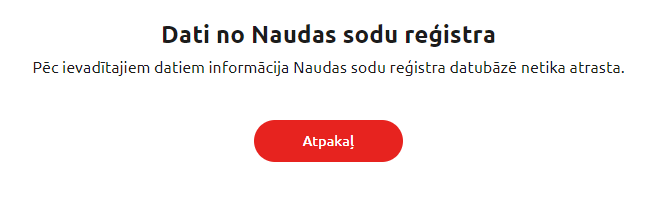 Dati no Naudas sodu reģistra
Pēc ievadītajiem datiem informācija Naudas sodu reģistra datubāzē netika atrasta.
Atpakaļ